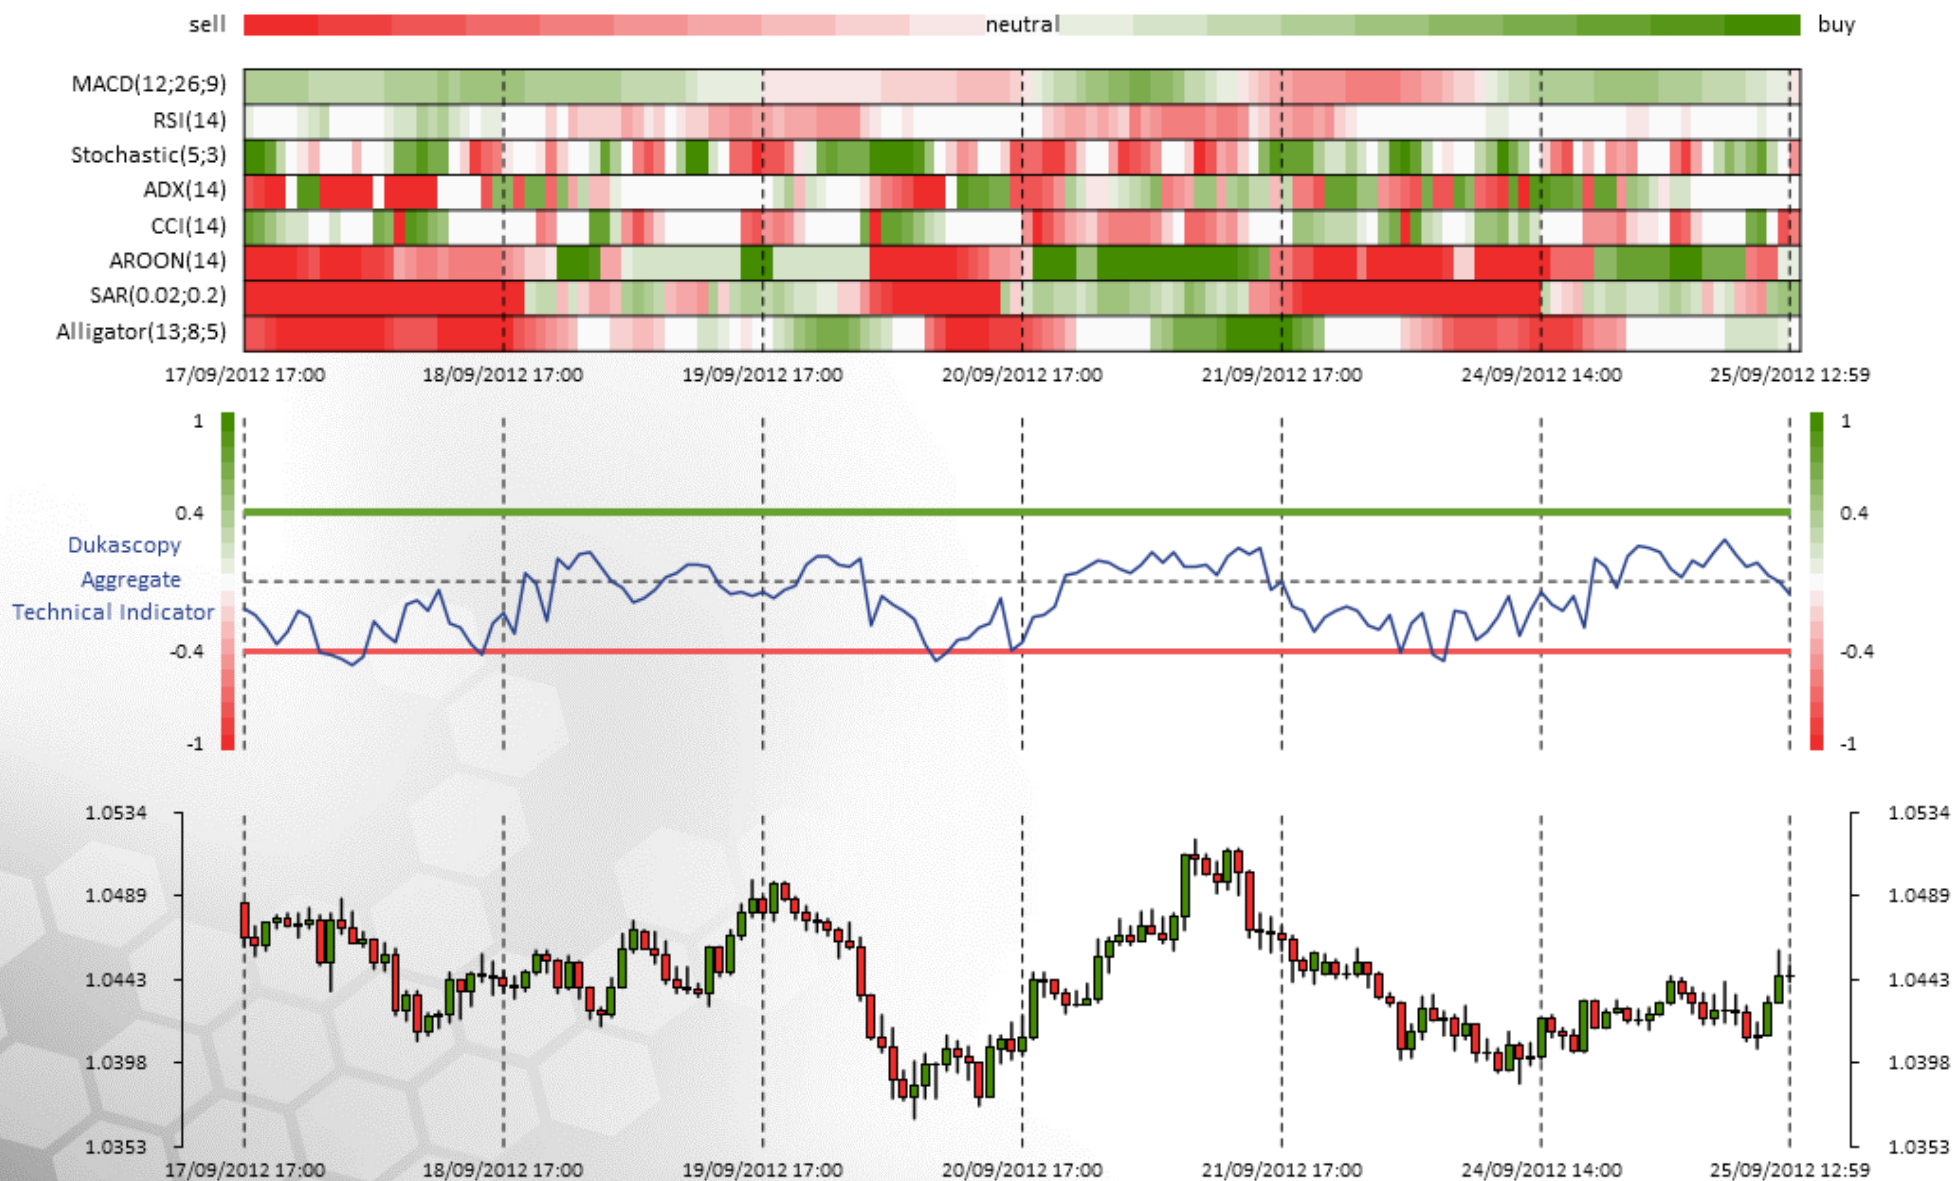 sell neutral buy
MACD(12;26;9)
RSI(14)
Stochastic(5;3)
ADX(14)
CCI(14)
AROON(14)
SAR(0.02;0.2)
Alligator(13,8;5)
17/09/2012 17:00 18/09/2012 17:00 19/09/2012 17:00 20/09/2012 17:00 21/09/2012 17:00 24/09/2012 14:00 25/09/2012 12:59
1 1
0.4 0.4
Dukascopy
Aggregate
Technical Indicator
-0.4 -0.4
-1 -1
1.0534 1.0534
1.0489 1.0489
1.0443 1.0443
1.0398 1.0398
1.0353 1.0353
17/09/2012 17:00 18/09/2012 17:00 19/09/2012 17:00 20/09/2012 17:00 21/09/2012 17:00 24/09/2012 14:00 25/09/2012 12:59